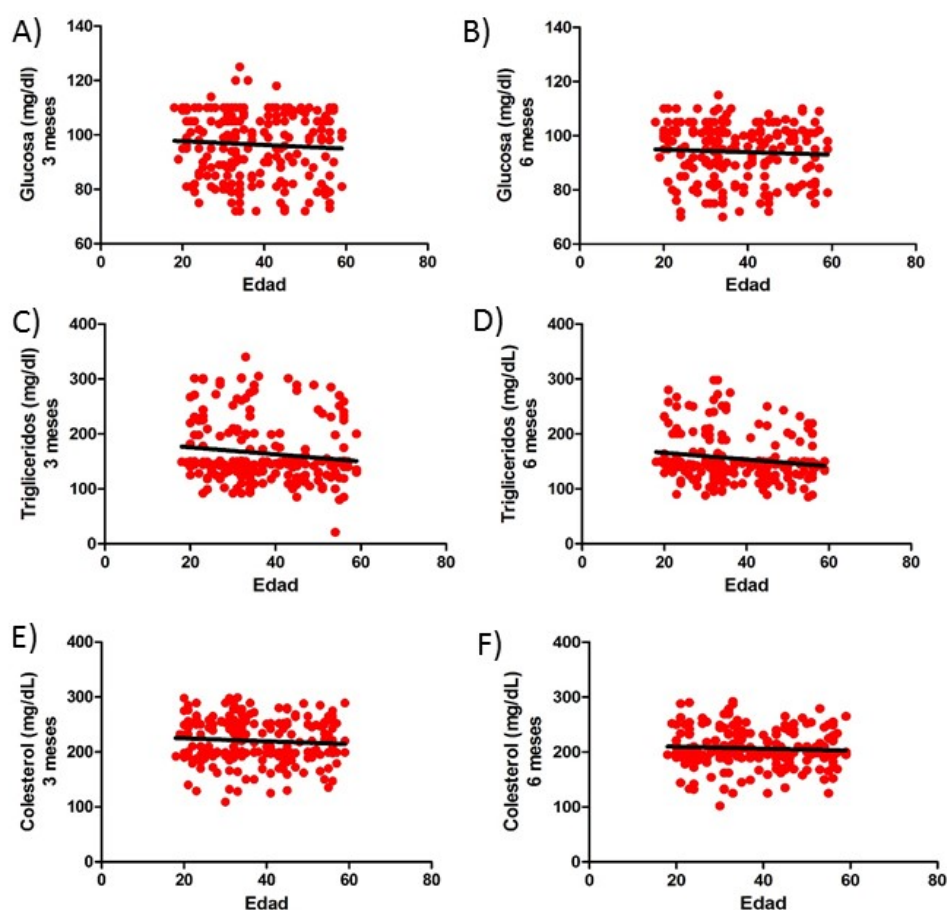 A)
Glucosa (mg/dl)
3 meses
140
120
100
80
60
0
20
40
60
80
Edad
B)
Glucosa (mg/dl)
6 meses
140
120
100
80
60
0
20
40
60
80
Edad
C)
Trigliceridos (mg/dl)
3 meses
400
300
200
100
0
0
20
40
60
80
Edad
D)
Trigliceridos (mg/dL)
6 meses
400
300
200
100
0
0
20
40
60
80
Edad
E)
Colesterol (mg/dL)
3 meses
400
300
200
100
0
0
20
40
60
80
Edad
F)
Colesterol (mg/dL)
6 meses
400
300
200
100
0
0
20
40
60
80
Edad